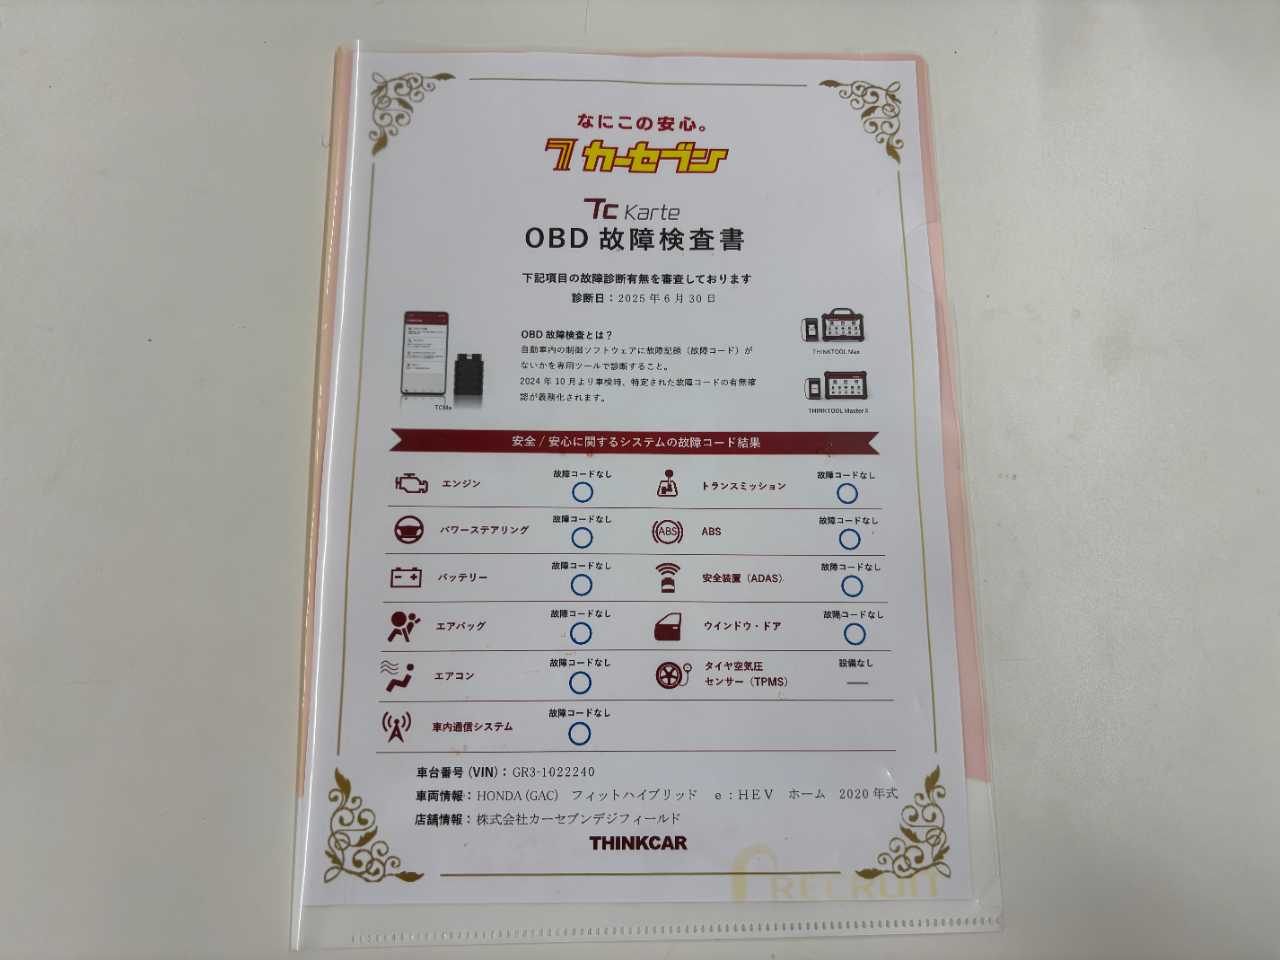 なにこの安心。
7 カーセブン
Tc Karte
OBD 故障検査書
下記項目の故障診断有無を審査しております
診断日：2025 年 6 月 30 日
OBD 故障検査とは？
自動車内の制御ソフトウェアに故障記録（故障コード）が
ないかを専用ツールで診断すること。
2024 年 10 月より車検時、特定された故障コードの有無確
認が義務化されます。
THINKTOOL Max
THINKTOOL Master X
安全 / 安心に関するシステムの故障コード結果
エンジン 故障コードなし
トランスミッション 故障コードなし
パワーステアリング 故障コードなし
ABS ABS 故障コードなし
バッテリー 故障コードなし
安全装置（ADAS） 故障コードなし
エアバッグ 故障コードなし
ウインドウ・ドア 故障コードなし
エアコン 故障コードなし
タイヤ空気圧
センサー（TPMS） 設備なし
車内通信システム 故障コードなし
車台番号 (VIN)： GR3-1022240
車両情報： HONDA (GAC) フィットハイブリッド e：HEV ホーム 2020 年式
店舗情報： 株式会社カーセブンデジフィールド
THINKCAR
RECRUIT